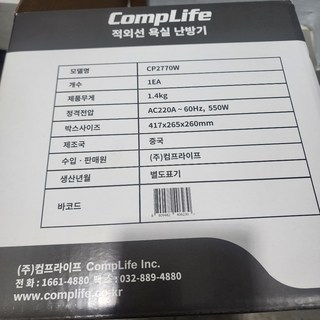 CompLife
적외선 욕실 난방기
모델명 CP2770W
개수 1EA
제품무게 1.4kg
정격전압 AC220A ~ 60Hz, 550W
박스사이즈 417x265x260mm
제조국 중국
수입 · 판매원 (주)컴프라이프
생산년월 별도표기
바코드
(주)컴프라이프 CompLife Inc.
전 화 : 1661-4880 팩 스 : 032-889-4880
www.complife.co.kr